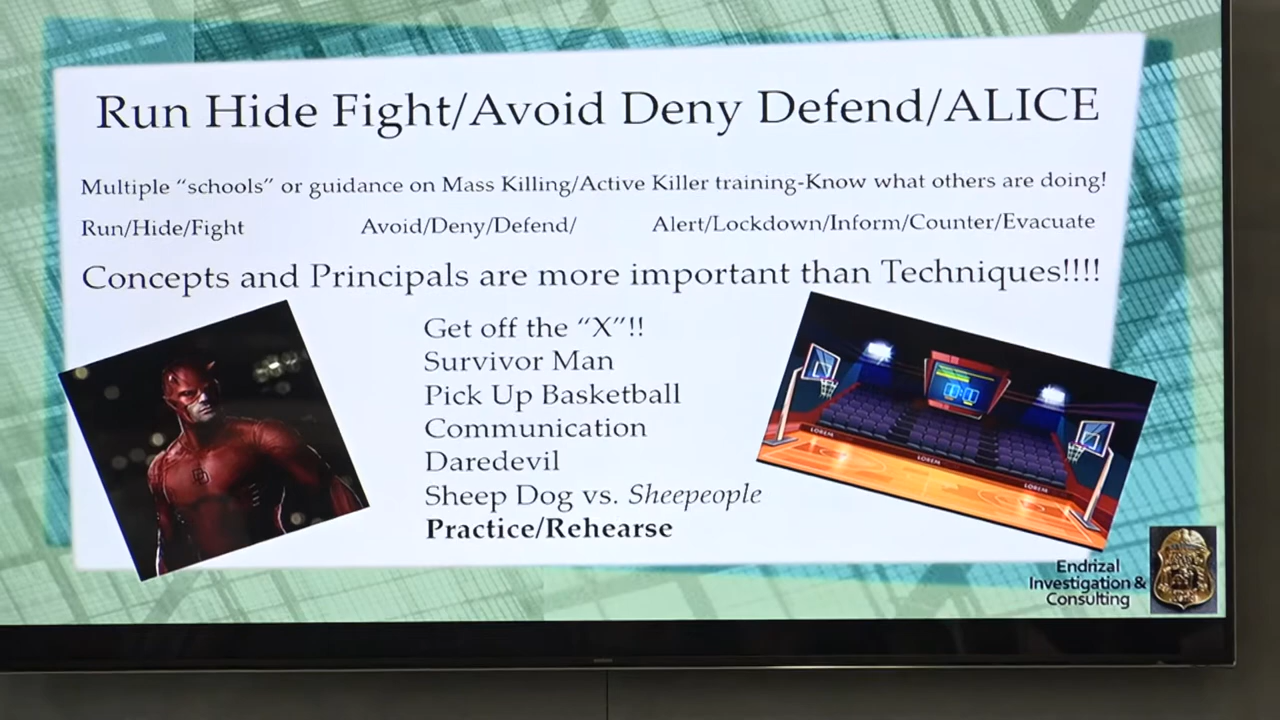 Run Hide Fight/Avoid Deny Defend/ALICE
Multiple “schools” or guidance on Mass Killing/Active Killer training-Know what others are doing!
Run/Hide/Fight Avoid/Deny/Defend/ Alert/Lockdown/Inform/Counter/Evacuate
Concepts and Principals are more important than Techniques!!!!
Get off the “X”!!
Survivor Man
Pick Up Basketball
Communication
Daredevil
Sheep Dog vs. Sheepeople
Practice/Rehearse
LOREM
LOREM
LOREM
Endrizal
Investigation &
Consulting